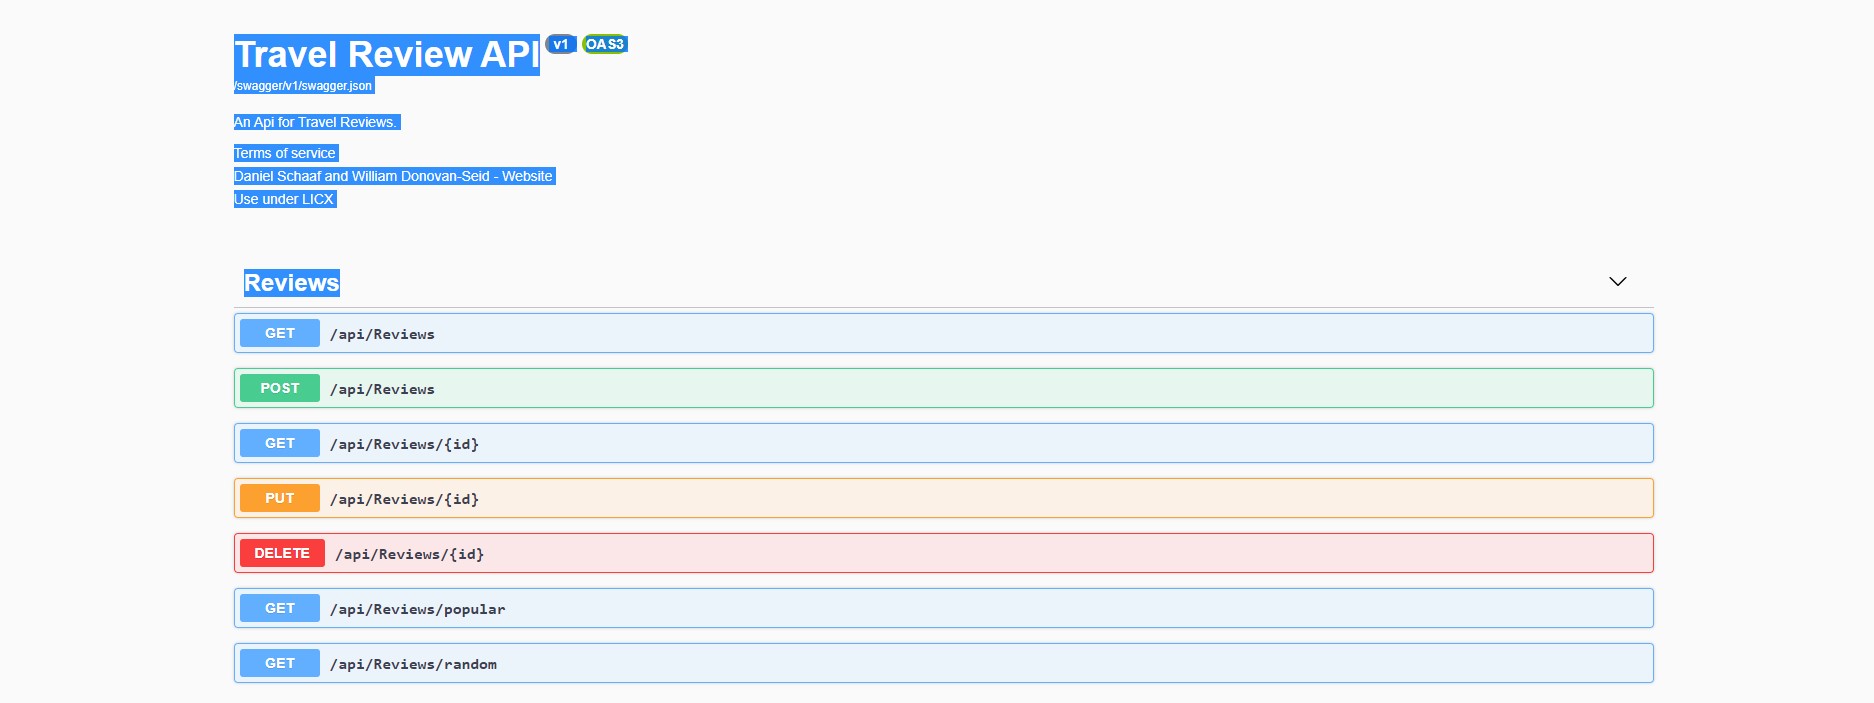 Travel Review API v1 OAS3
/swagger/v1/swagger.json
An Api for Travel Reviews.
Terms of service
Daniel Schaaf and William Donovan-Seid - Website
Use under LICX
Reviews
GET /api/Reviews
POST /api/Reviews
GET /api/Reviews/{id}
PUT /api/Reviews/{id}
DELETE /api/Reviews/{id}
GET /api/Reviews/popular
GET /api/Reviews/random